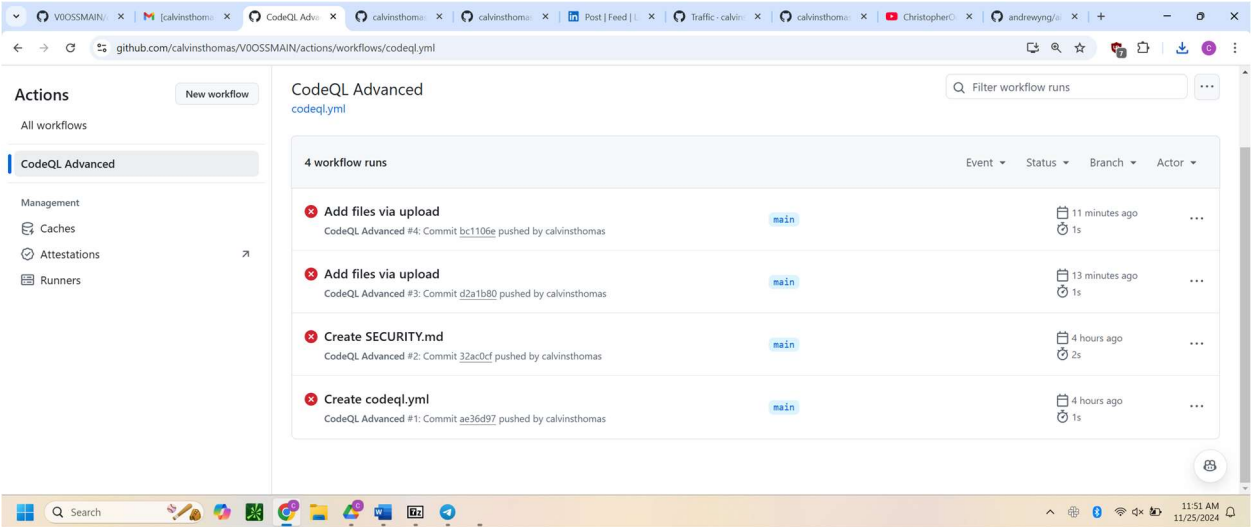 V0OSSMAIN/
[calvinsthoma
CodeQL Adva
calvinsthomas
calvinsthomas
Post | Feed | L
Traffic · calvin
calvinsthomas
ChristopherO
andrewyng/a
github.com/calvinsthomas/V0OSSMAIN/actions/workflows/codeql.yml
7
C
Actions
New workflow
All workflows
CodeQL Advanced
Management
Caches
Attestations
Runners
CodeQL Advanced
codeql.yml
Filter workflow runs
4 workflow runs
Event
Status
Branch
Actor
Add files via upload
CodeQL Advanced #4: Commit bc1106e pushed by calvinsthomas
main
11 minutes ago
1s
Add files via upload
CodeQL Advanced #3: Commit d2a1b80 pushed by calvinsthomas
main
13 minutes ago
1s
Create SECURITY.md
CodeQL Advanced #2: Commit 32ac0cf pushed by calvinsthomas
main
4 hours ago
2s
Create codeql.yml
CodeQL Advanced #1: Commit ae36d97 pushed by calvinsthomas
main
4 hours ago
1s
Search
11:51 AM
11/25/2024